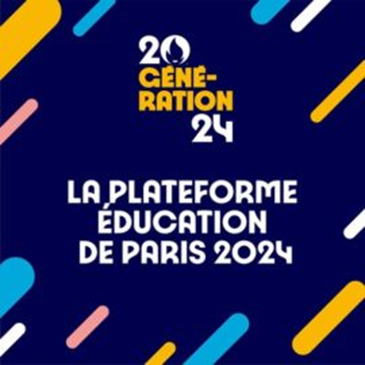 20
GÉNÉ-
RATION
24
LA PLATEFORME
ÉDUCATION
DE PARIS 2024